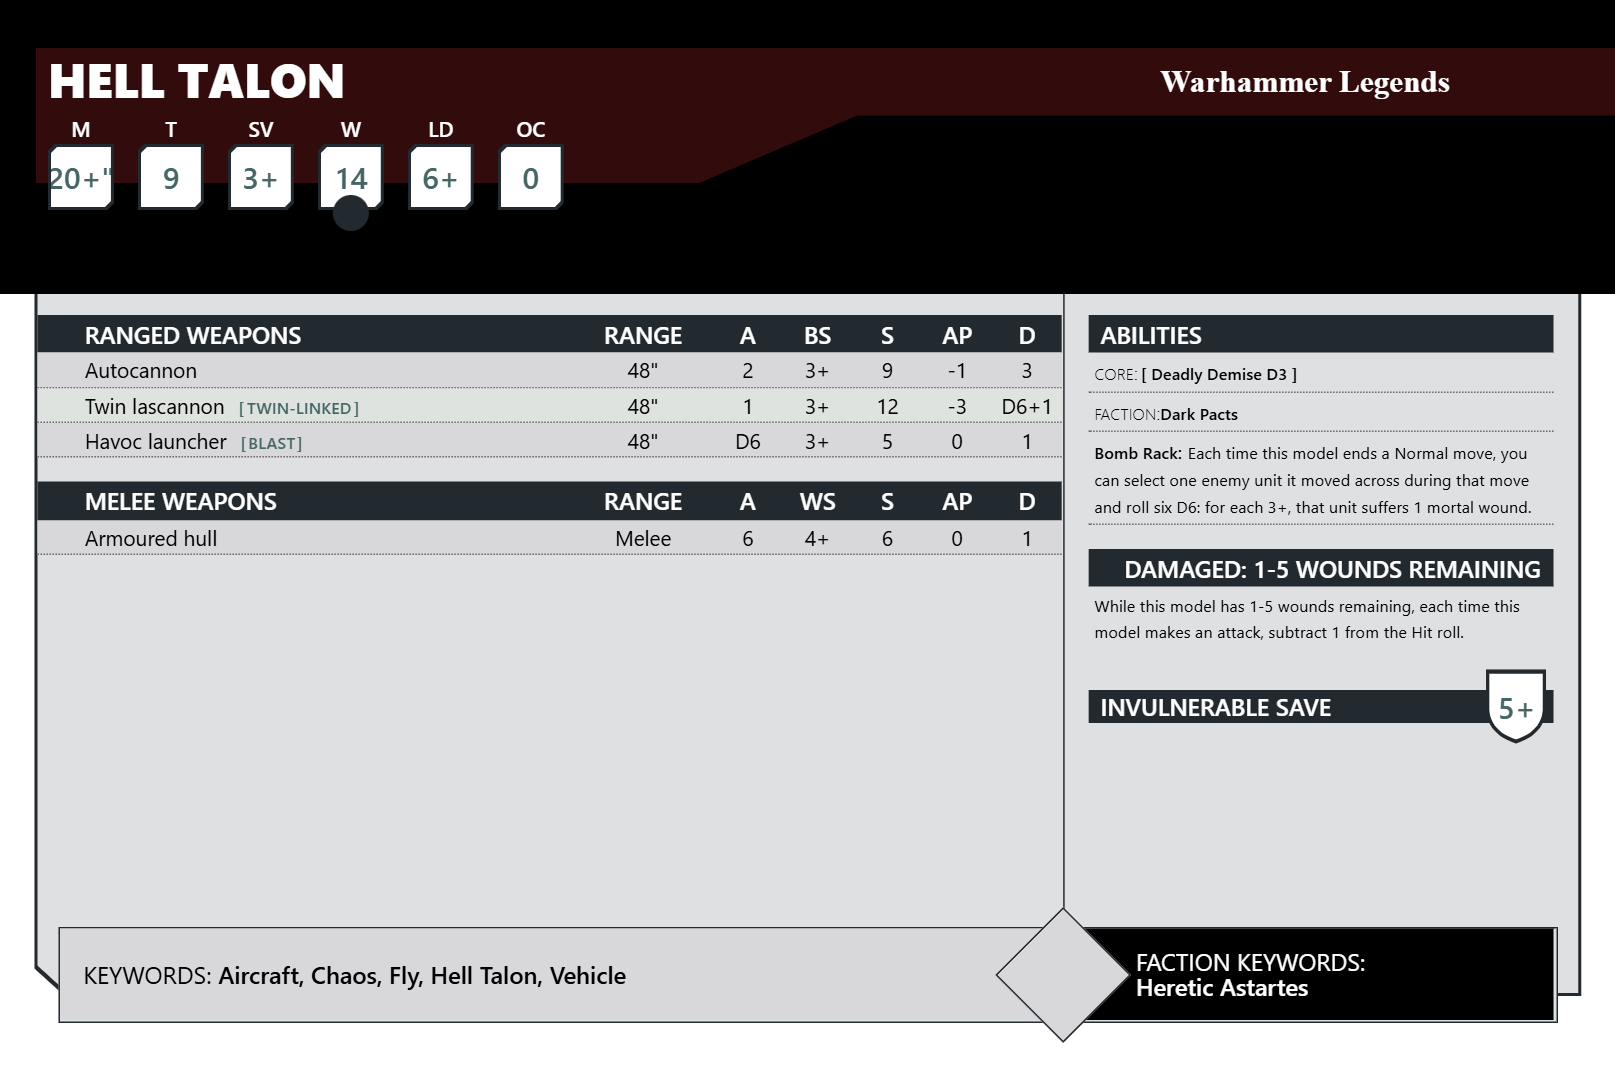 HELL TALON
Warhammer Legends
M T SV W LD OC
20+" 9 3+ 14 6+ 0
RANGED WEAPONS RANGE A BS S AP D
Autocannon 48" 2 3+ 9 -1 3
Twin lascannon [TWIN-LINKED] 48" 1 3+ 12 -3 D6+1
Havoc launcher [BLAST] 48" D6 3+ 5 0 1
MELEE WEAPONS RANGE A WS S AP D
Armoured hull Melee 6 4+ 6 0 1
ABILITIES
CORE: [ Deadly Demise D3 ]
FACTION:Dark Pacts
Bomb Rack: Each time this model ends a Normal move, you
can select one enemy unit it moved across during that move
and roll six D6: for each 3+, that unit suffers 1 mortal wound.
DAMAGED: 1-5 WOUNDS REMAINING
While this model has 1-5 wounds remaining, each time this
model makes an attack, subtract 1 from the Hit roll.
INVULNERABLE SAVE 5+
KEYWORDS: Aircraft, Chaos, Fly, Hell Talon, Vehicle
FACTION KEYWORDS:
Heretic Astartes